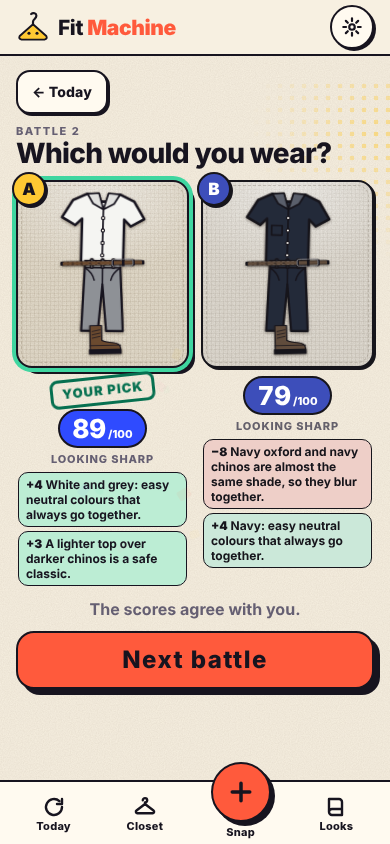 Fit Machine
← Today
BATTLE 2
Which would you wear?
A
B
YOUR PICK
89/100
LOOKING SHARP
+4 White and grey: easy
neutral colours that
always go together.
+3 A lighter top over
darker chinos is a safe
classic.
79/100
LOOKING SHARP
−8 Navy oxford and navy
chinos are almost the
same shade, so they blur
together.
+4 Navy: easy neutral
colours that always go
together.
The scores agree with you.
Next battle
Today
Closet
Snap
Looks